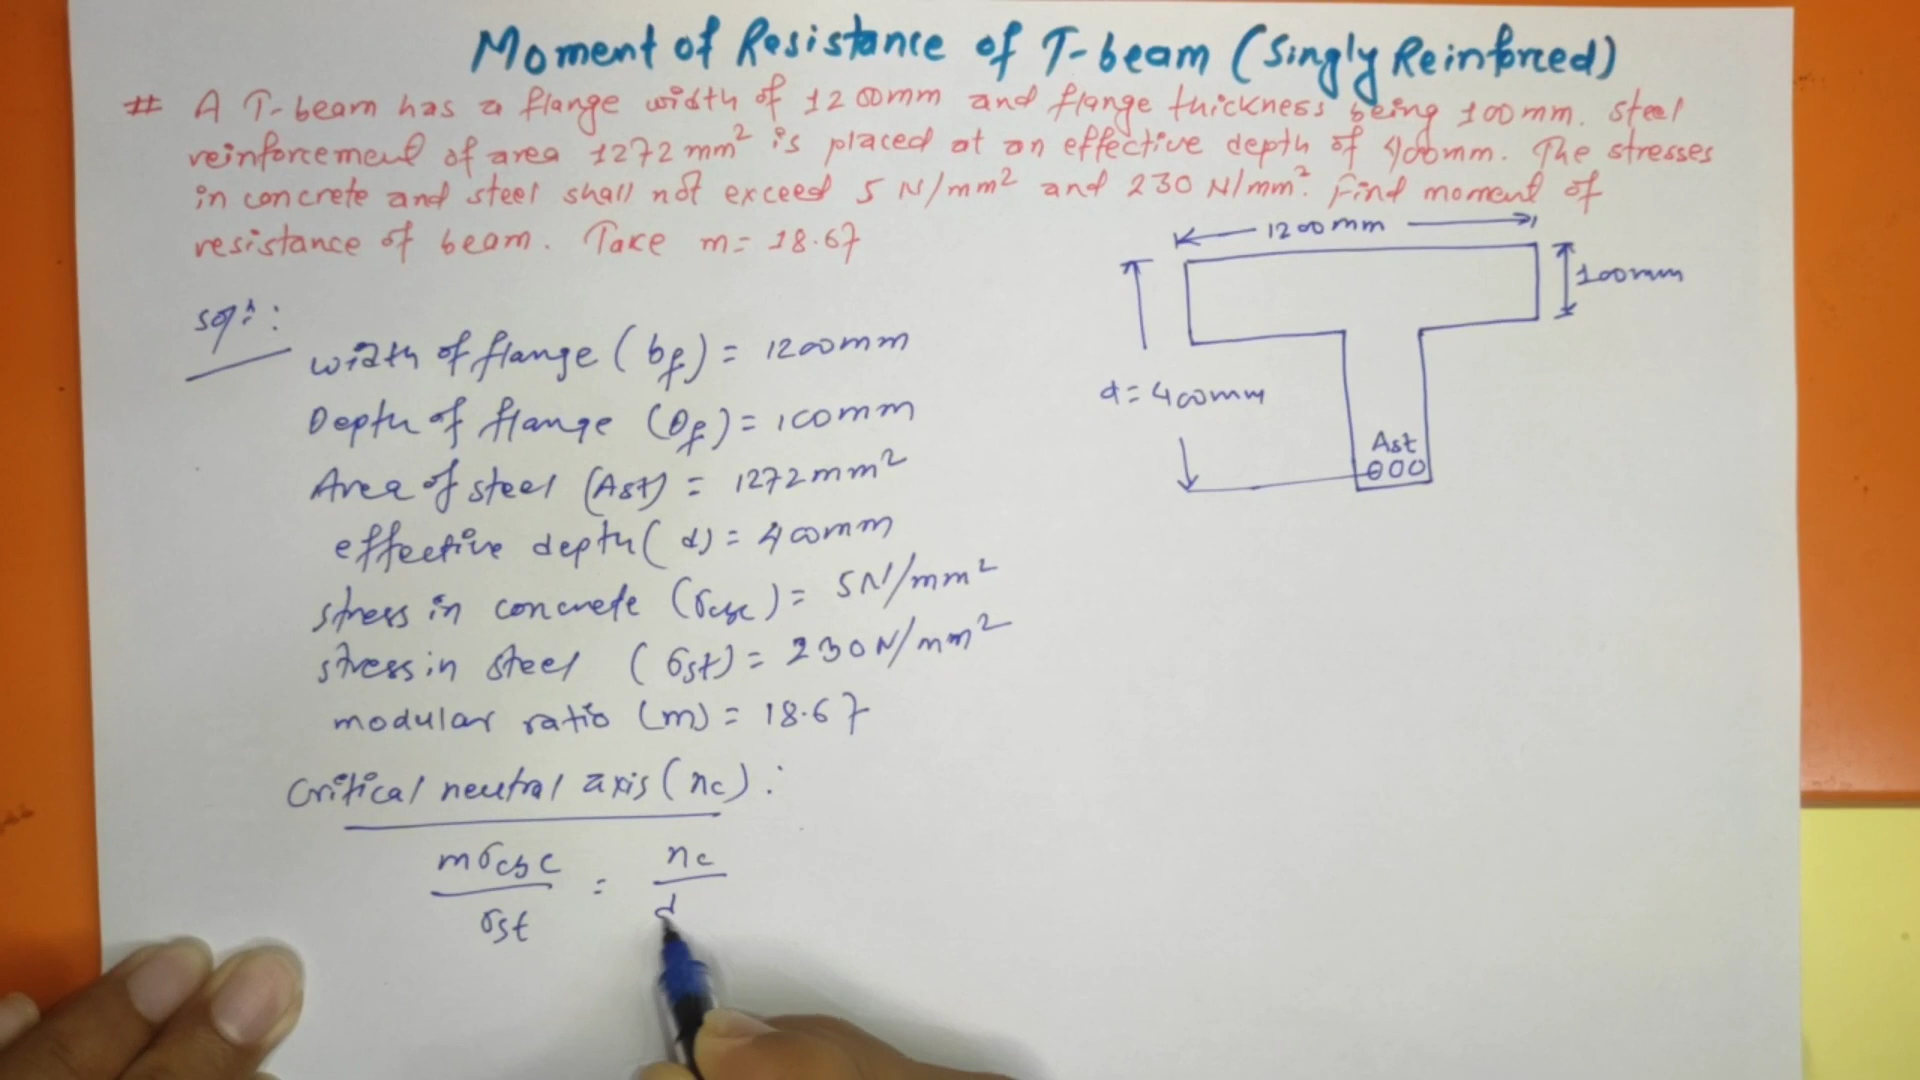 Moment of Resistance of T-beam (Singly Reinforced)
# A T-beam has a flange width of 1200mm and flange thickness being 100mm. steel
reinforcement of area 1272 mm² is placed at an effective depth of 400mm. The stresses
in concrete and steel shall not exceed 5 N/mm² and 230 N/mm². Find moment of
resistance of beam. Take m = 18.67
1200mm
100mm
d = 400mm
Ast
solⁿ:
width of flange (bf) = 1200mm
Depth of flange (Df) = 100mm
Area of steel (Ast) = 1272mm²
effective depth (d) = 400mm
stress in concrete (σcbc) = 5N/mm²
stress in steel (σst) = 230N/mm²
modular ratio (m) = 18.67
Critical neutral axis (nc) :
mσcbc / σst = nc / d